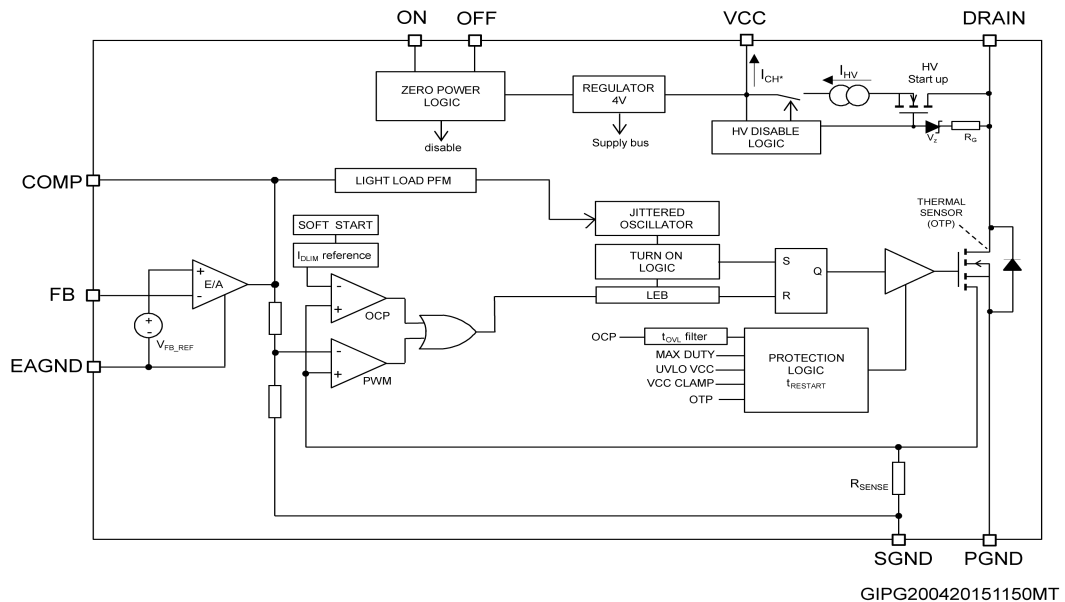 ON OFF VCC DRAIN
ZERO POWER
LOGIC
disable
REGULATOR
4V
Supply bus
ICH*
IHV
HV
Start up
HV DISABLE
LOGIC
VZ
RG
COMP
LIGHT LOAD PFM
JITTERED
OSCILLATOR
THERMAL
SENSOR
(OTP)
SOFT START
IDLIM reference
TURN ON
LOGIC
S
Q
R
LEB
FB
+
E/A
-
+
-
VFB_REF
EAGND
-
+
OCP
-
+
PWM
OCP
tOVL filter
MAX DUTY
UVLO VCC
VCC CLAMP
OTP
PROTECTION
LOGIC
tRESTART
RSENSE
SGND PGND
GIPG200420151150MT